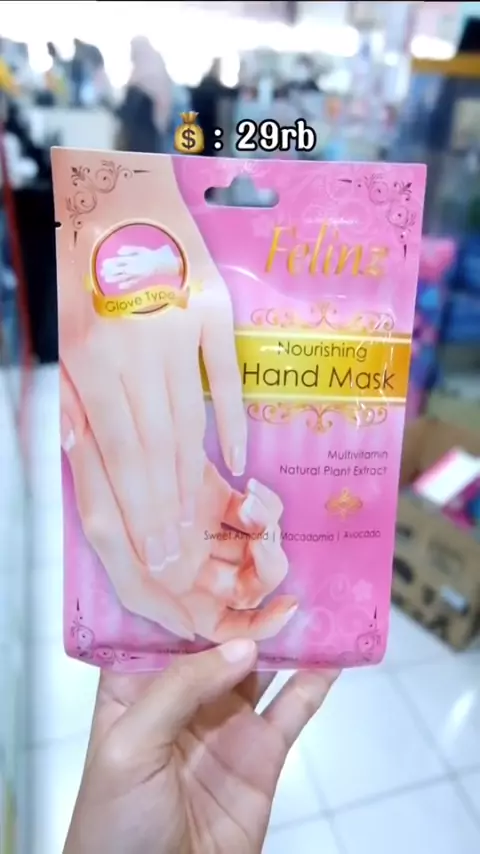 💰: 29rb
Felinz
Glove Type
Nourishing
Hand Mask
Multivitamin
Natural Plant Extract
Sweet Almond | Macadamia | Avocado